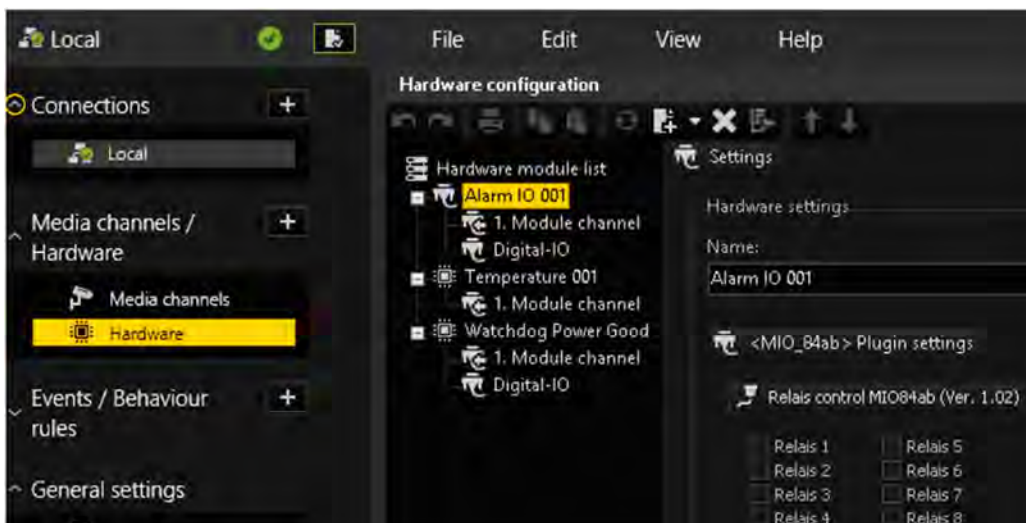 Local
File Edit View Help
Connections
Local
Media channels /
Hardware
Media channels
Hardware
Events / Behaviour
rules
General settings
Hardware configuration
Hardware module list
Alarm IO 001
1. Module channel
Digital-IO
Temperature 001
1. Module channel
Watchdog Power Good
1. Module channel
Digital-IO
Settings
Hardware settings
Name:
Alarm IO 001
<MIO_84ab> Plugin settings
Relais control MIO84ab (Ver. 1.02)
Relais 1 Relais 5
Relais 2 Relais 6
Relais 3 Relais 7
Relais 4 Relais 8